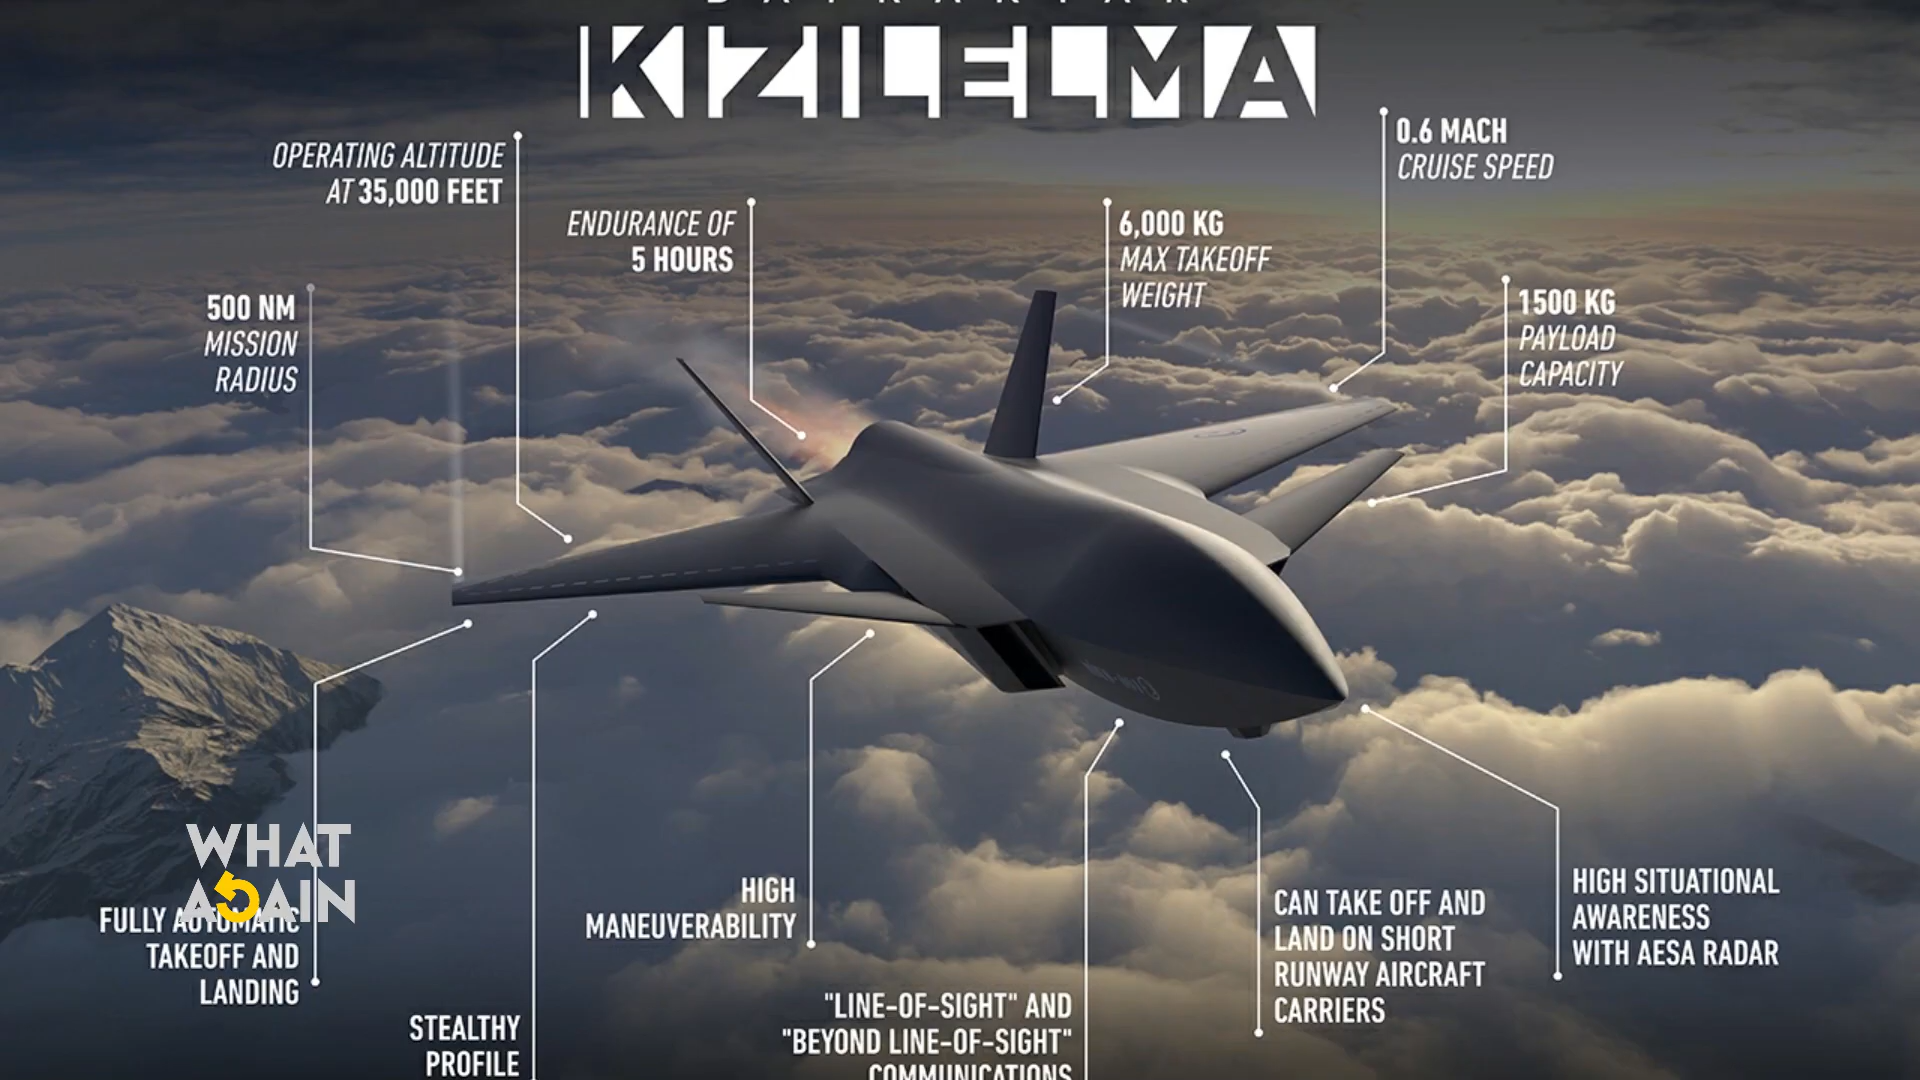 KIZILELMA
OPERATING ALTITUDE
AT 35,000 FEET
ENDURANCE OF
5 HOURS
6,000 KG
MAX TAKEOFF
WEIGHT
0.6 MACH
CRUISE SPEED
500 NM
MISSION
RADIUS
1500 KG
PAYLOAD
CAPACITY
WHAT
AGAIN
FULLY AUTOMATIC
TAKEOFF AND
LANDING
STEALTHY
PROFILE
HIGH
MANEUVERABILITY
"LINE-OF-SIGHT" AND
"BEYOND LINE-OF-SIGHT"
COMMUNICATIONS
CAN TAKE OFF AND
LAND ON SHORT
RUNWAY AIRCRAFT
CARRIERS
HIGH SITUATIONAL
AWARENESS
WITH AESA RADAR